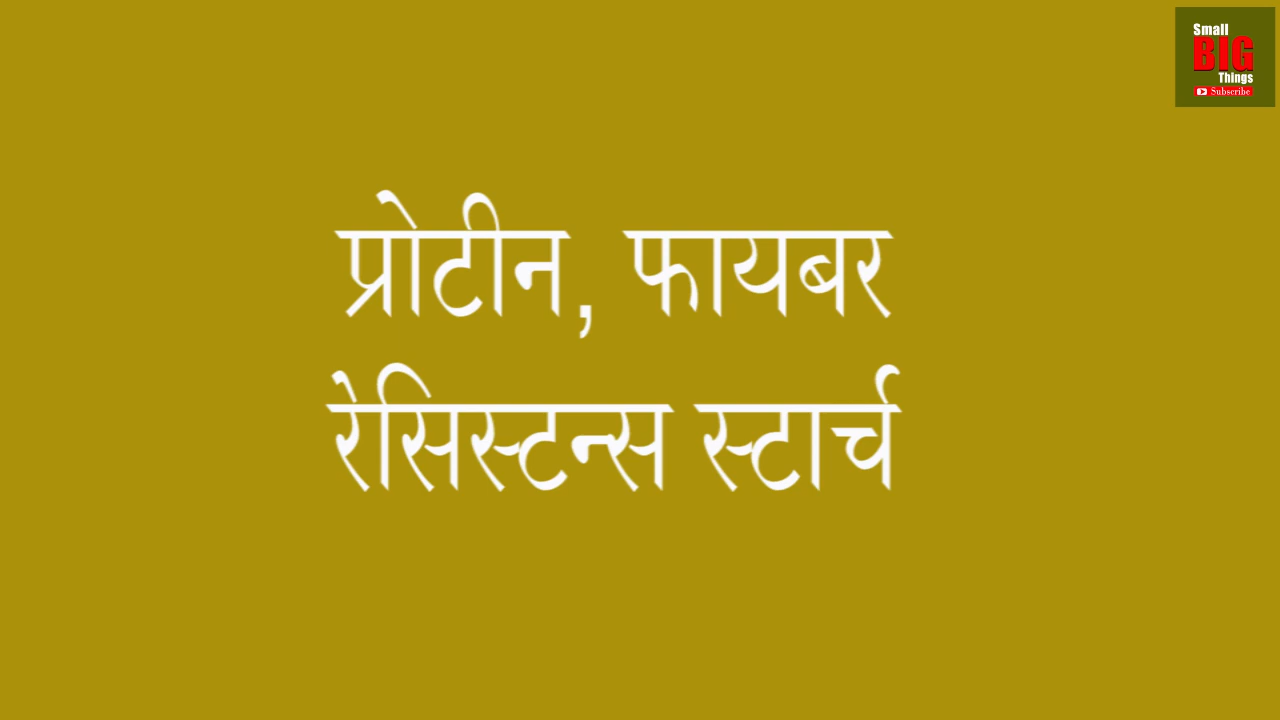 Small
BIG
Things
Subscribe
प्रोटीन, फायबर
रेसिस्टन्स स्टार्च